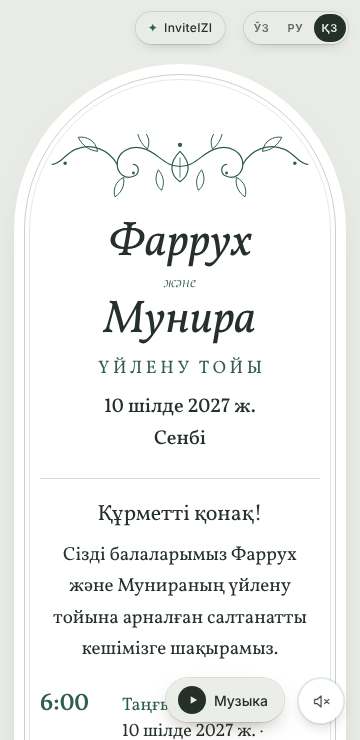 InviteIZI
ЎЗ РУ ҚЗ
Фаррух
және
Мунира
ҮЙЛЕНУ ТОЙЫ
10 шілде 2027 ж.
Сенбі
Құрметті қонақ!
Сізді балаларымыз Фаррух
және Мунираның үйлену
тойына арналған салтанатты
кешімізге шақырамыз.
6:00
Музыка
10 шілде 2027 ж. ·